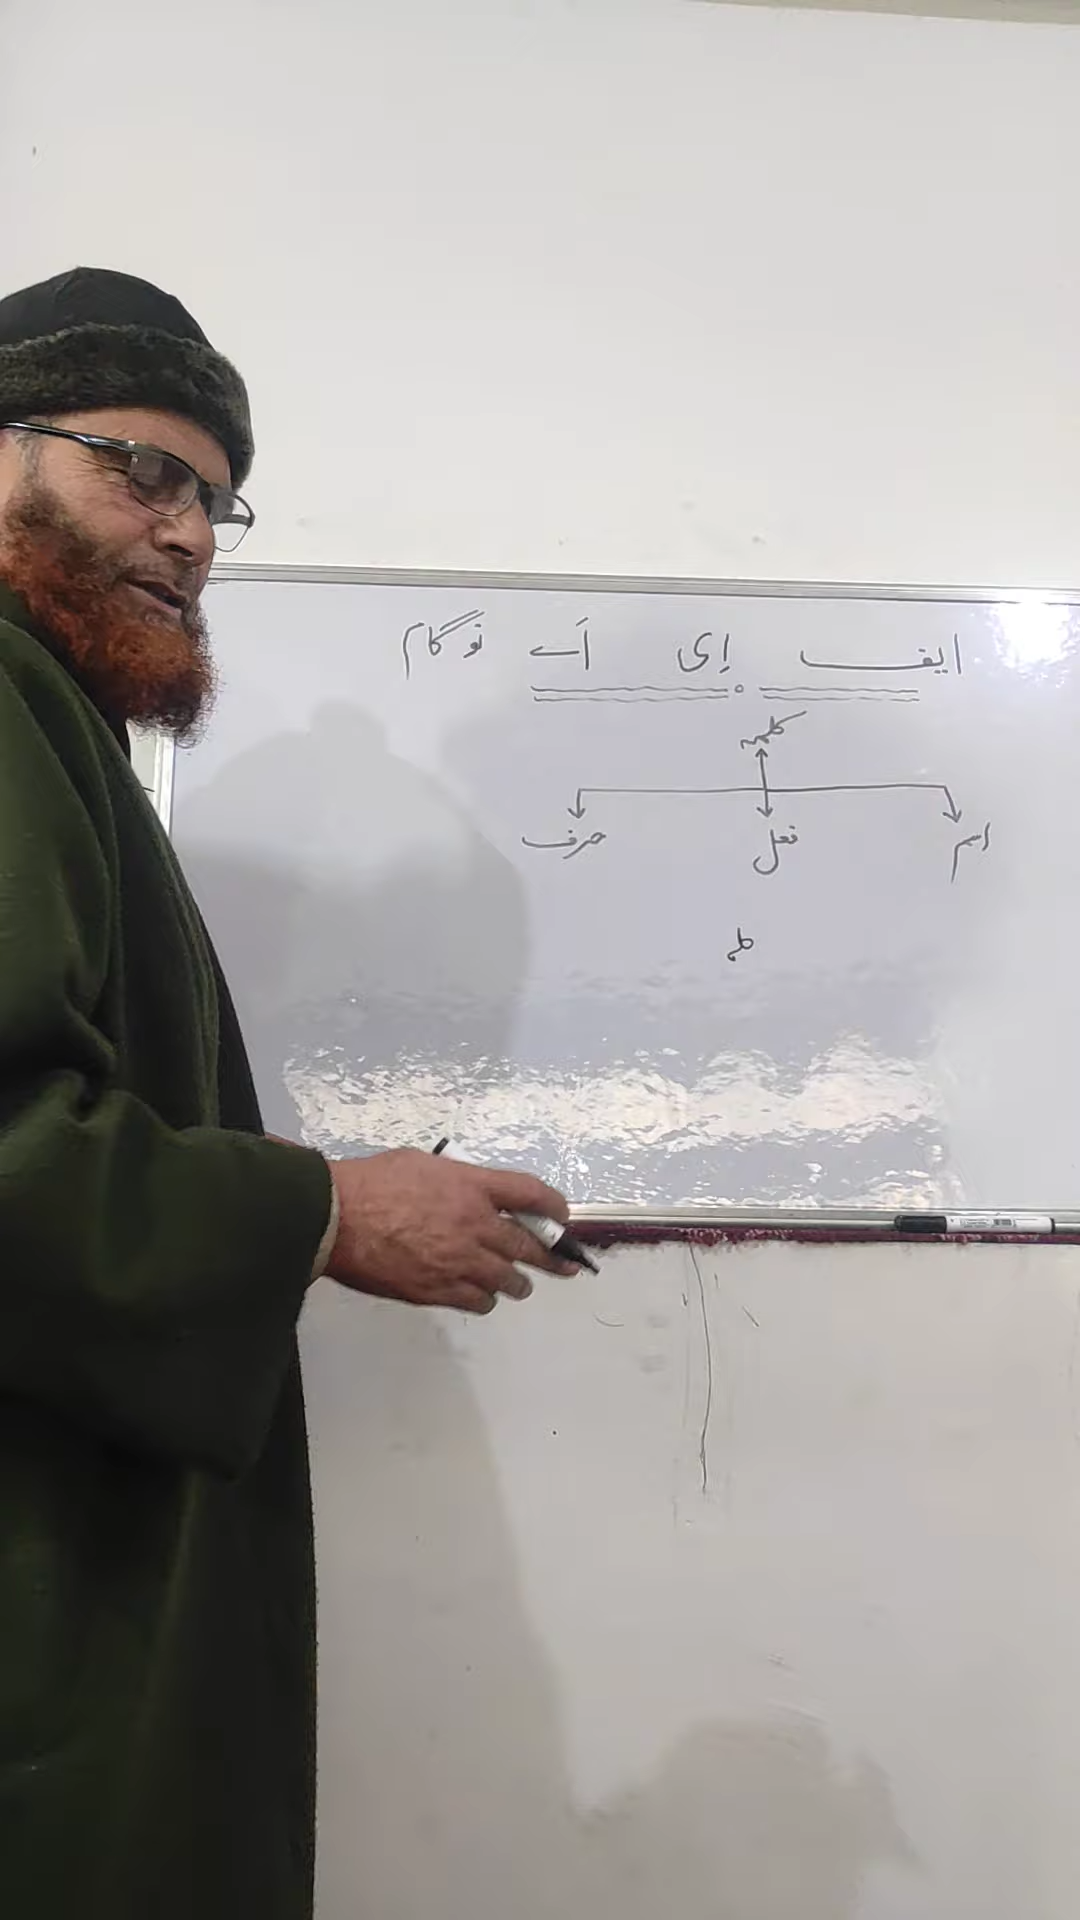 ایف اِی اَے نوگام
کلمہ
اسم فعل حرف